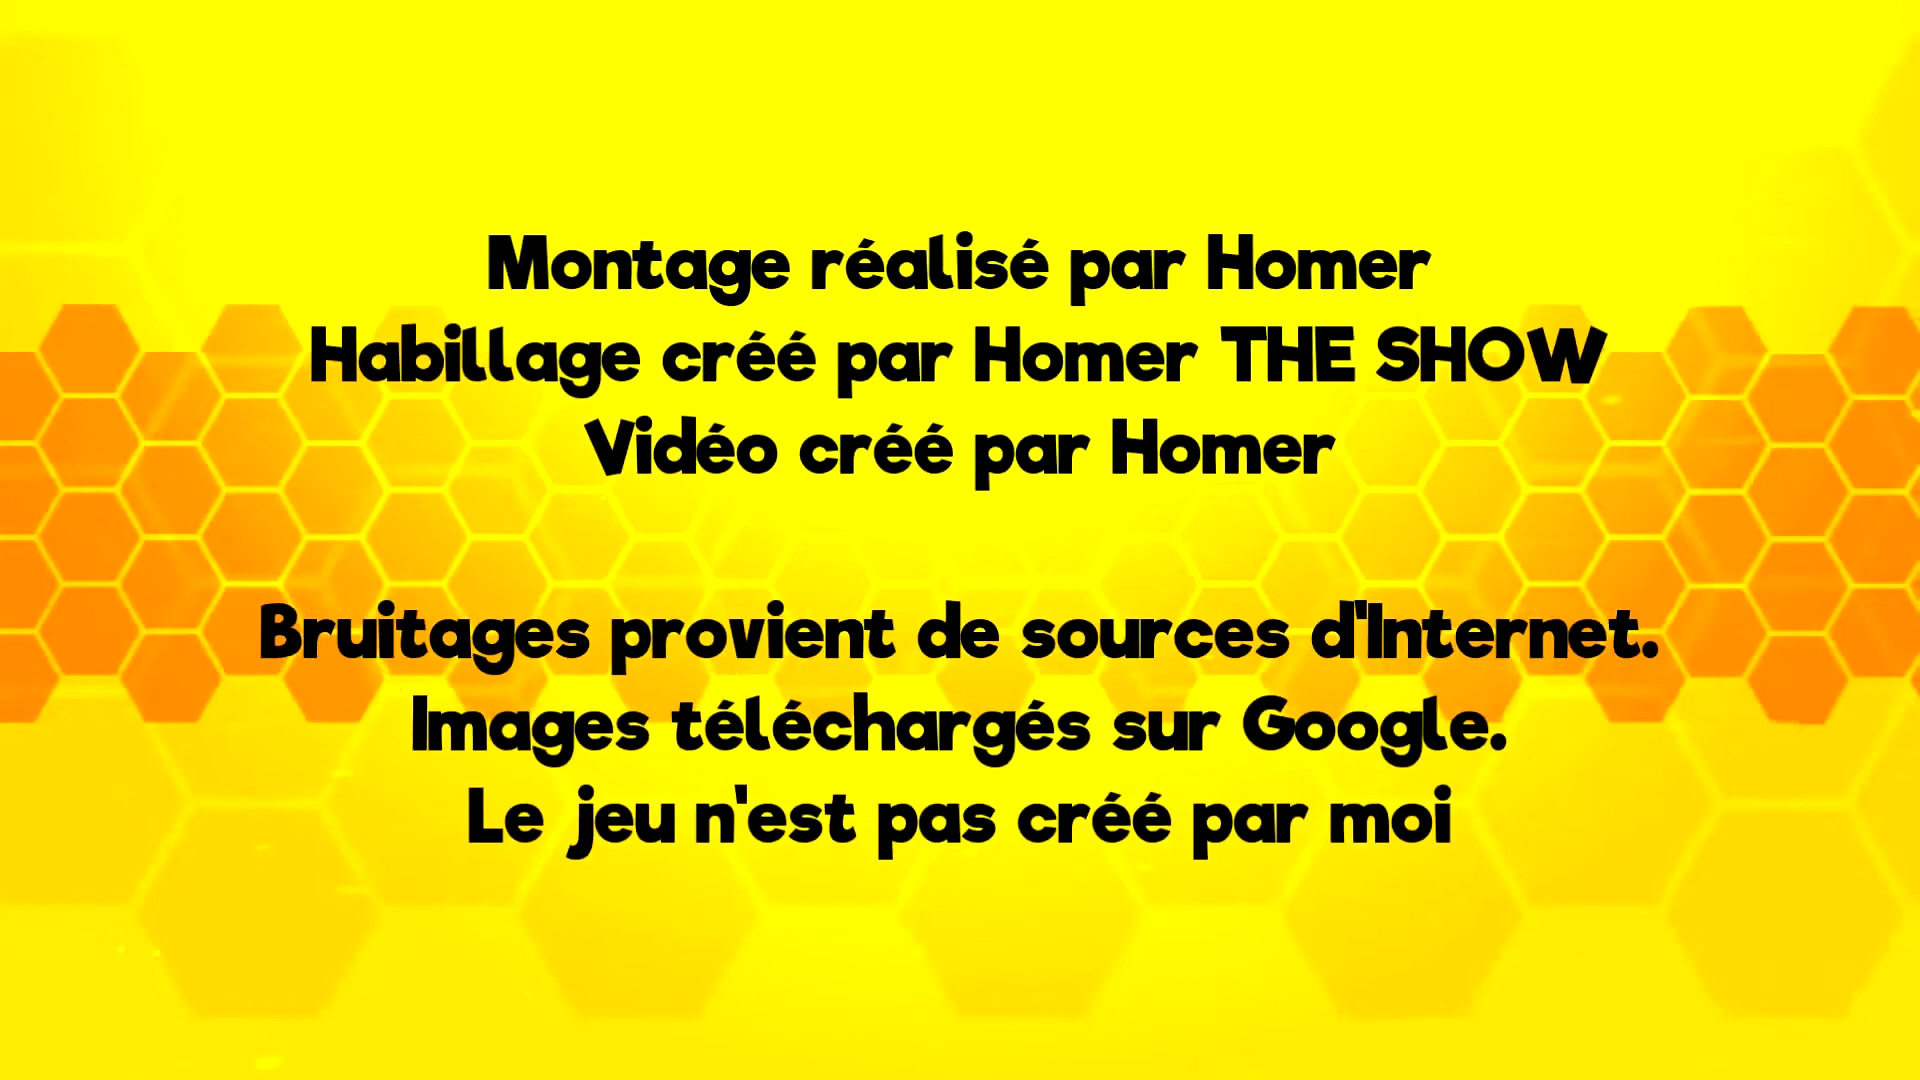 Montage réalisé par Homer
Habillage créé par Homer THE SHOW
Vidéo créé par Homer
Bruitages provient de sources d'Internet.
Images téléchargés sur Google.
Le jeu n'est pas créé par moi